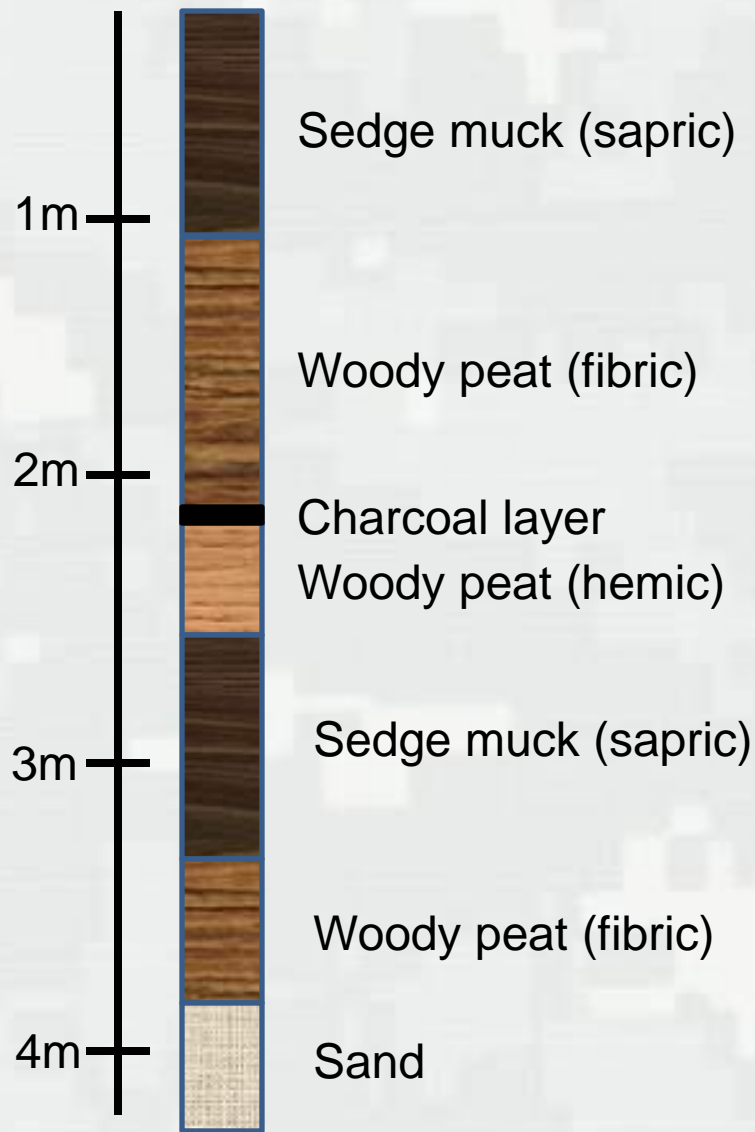 Sedge muck (sapric)
1m
Woody peat (fibric)
2m
Charcoal layer
Woody peat (hemic)
Sedge muck (sapric)
3m
Woody peat (fibric)
4m
Sand